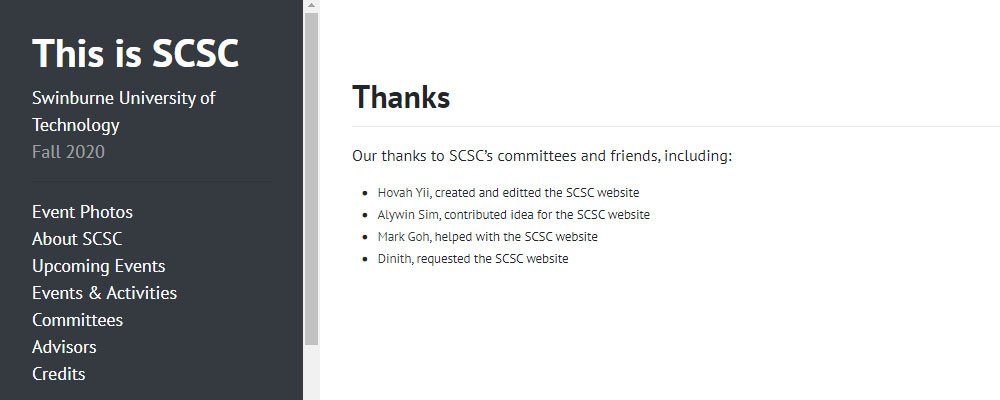 This is SCSC
Swinburne University of
Technology
Fall 2020
Event Photos
About SCSC
Upcoming Events
Events & Activities
Committees
Advisors
Credits
Thanks
Our thanks to SCSC’s committees and friends, including:
Hovah Yii, created and editted the SCSC website
Alywin Sim, contributed idea for the SCSC website
Mark Goh, helped with the SCSC website
Dinith, requested the SCSC website